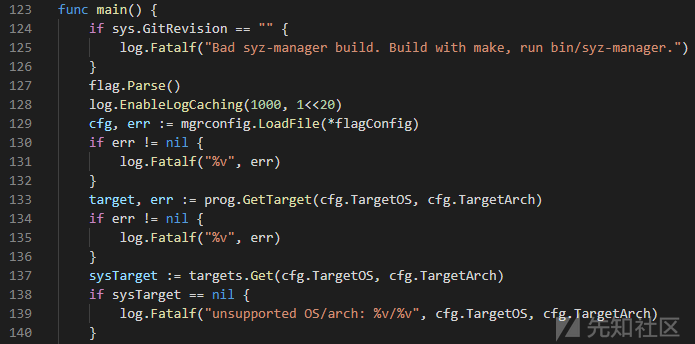 123 func main() {
124     if sys.GitRevision == "" {
125         log.Fatalf("Bad syz-manager build. Build with make, run bin/syz-manager.")
126     }
127     flag.Parse()
128     log.EnableLogCaching(1000, 1<<20)
129     cfg, err := mgrconfig.LoadFile(*flagConfig)
130     if err != nil {
131         log.Fatalf("%v", err)
132     }
133     target, err := prog.GetTarget(cfg.TargetOS, cfg.TargetArch)
134     if err != nil {
135         log.Fatalf("%v", err)
136     }
137     sysTarget := targets.Get(cfg.TargetOS, cfg.TargetArch)
138     if sysTarget == nil {
139         log.Fatalf("unsupported OS/arch: %v/%v", cfg.TargetOS, cfg.TargetArch)
140     }
先知社区